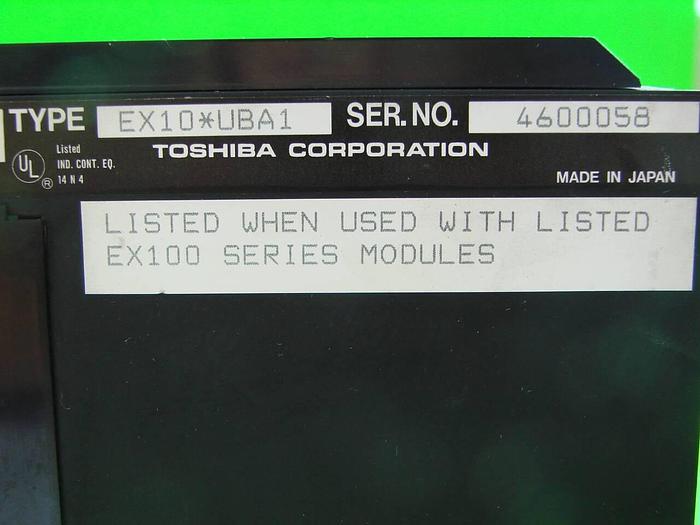 TYPE EX10*UBA1 SER. NO. 4600058
UL ® Listed
IND. CONT. EQ.
14 N 4
TOSHIBA CORPORATION
MADE IN JAPAN
LISTED WHEN USED WITH LISTED
EX100 SERIES MODULES